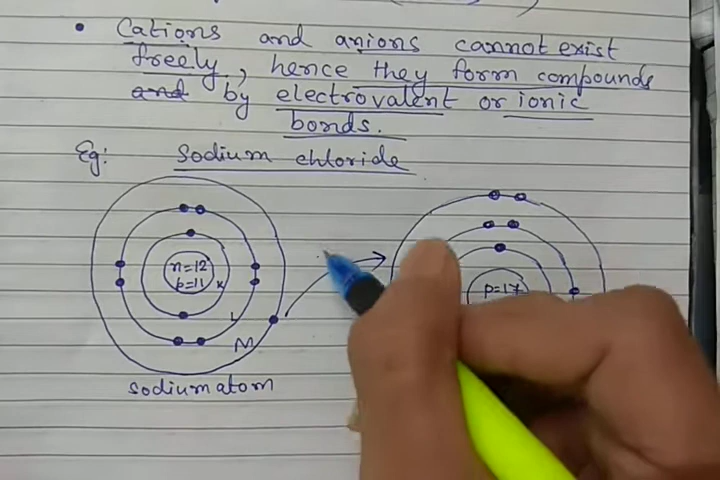 • Cations and anions cannot exist
freely, hence they form compounds
and by electrovalent or ionic
bonds.
Eg: Sodium chloride
n=12
p=11 K
L
M
p=17
sodium atom